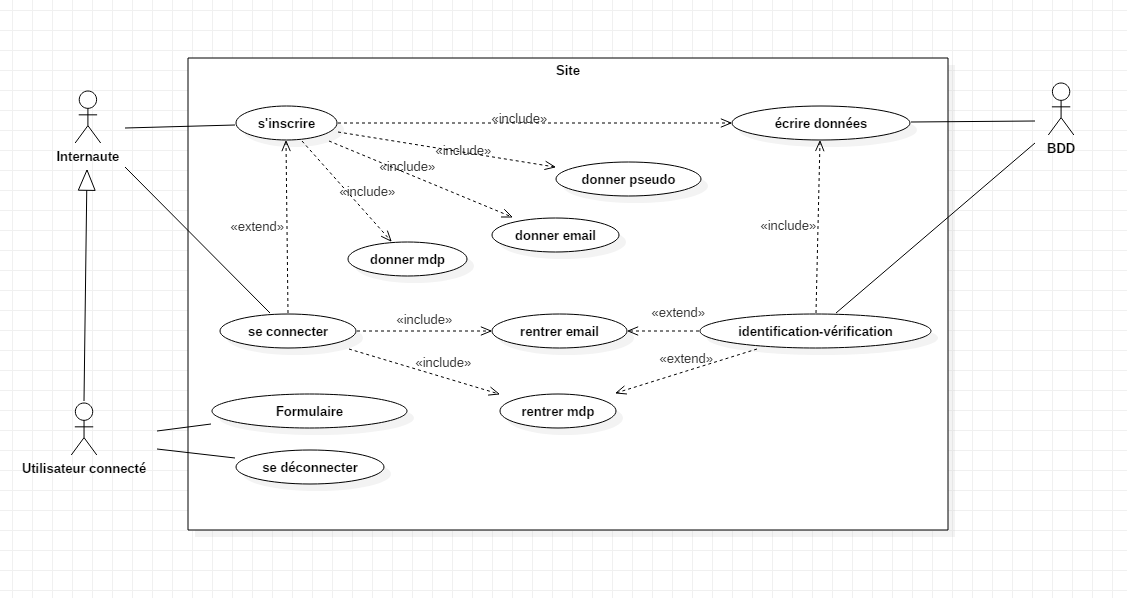 Site
s'inscrire
«include»
écrire données
Internaute
BDD
«include»
«include»
donner pseudo
«include»
«extend»
donner email
«include»
donner mdp
se connecter
«include»
rentrer email
«extend»
identification-vérification
«include»
«extend»
rentrer mdp
Formulaire
Utilisateur connecté
se déconnecter